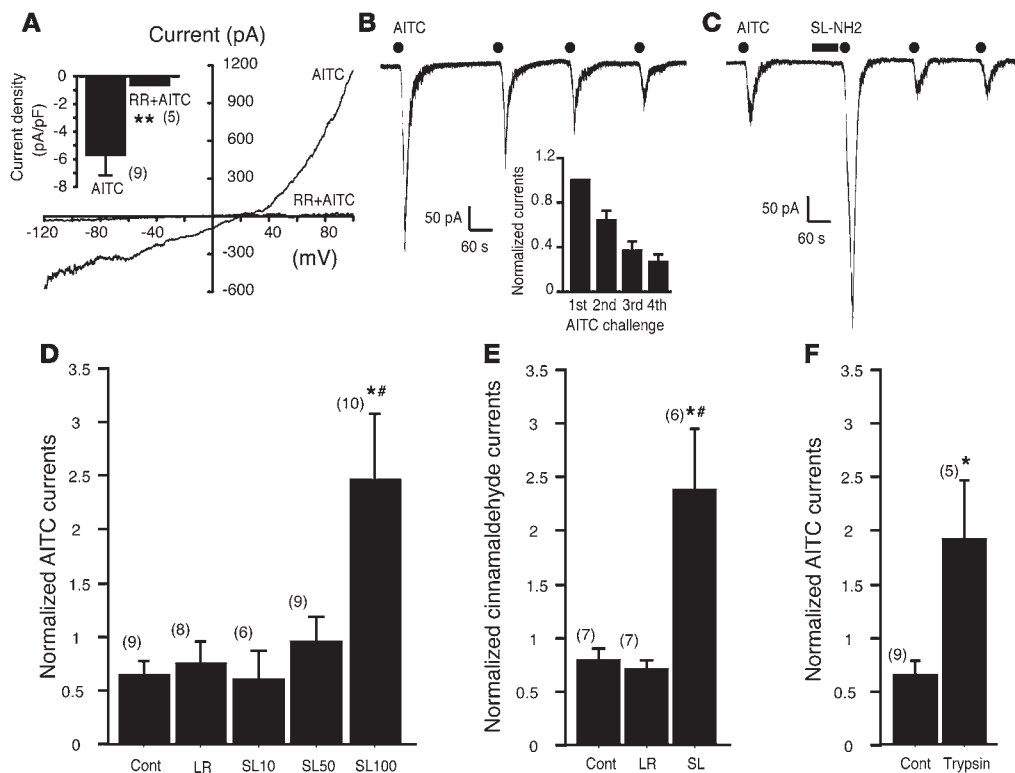 A
Current (pA)
1200
900
600
300
-300
-600
-120
-80
-40
40
80
(mV)
AITC
RR+AITC
Current density
(pA/pF)
0
-2
-4
-6
-8
RR+AITC
** (5)
(9)
AITC
B
AITC
50 pA
60 s
Normalized currents
1.2
0.8
0.4
0
1st 2nd 3rd 4th
AITC challenge
C
AITC
SL-NH2
50 pA
60 s
D
Normalized AITC currents
3.5
3
2.5
2
1.5
1
0.5
0
(9)
(8)
(6)
(9)
(10)
*#
Cont
LR
SL10
SL50
SL100
E
Normalized cinnamaldehyde currents
3.5
3
2.5
2
1.5
1
0.5
0
(7)
(7)
(6)
*#
Cont
LR
SL
F
Normalized AITC currents
3.5
3
2.5
2
1.5
1
0.5
0
(9)
(5)
*
Cont
Trypsin